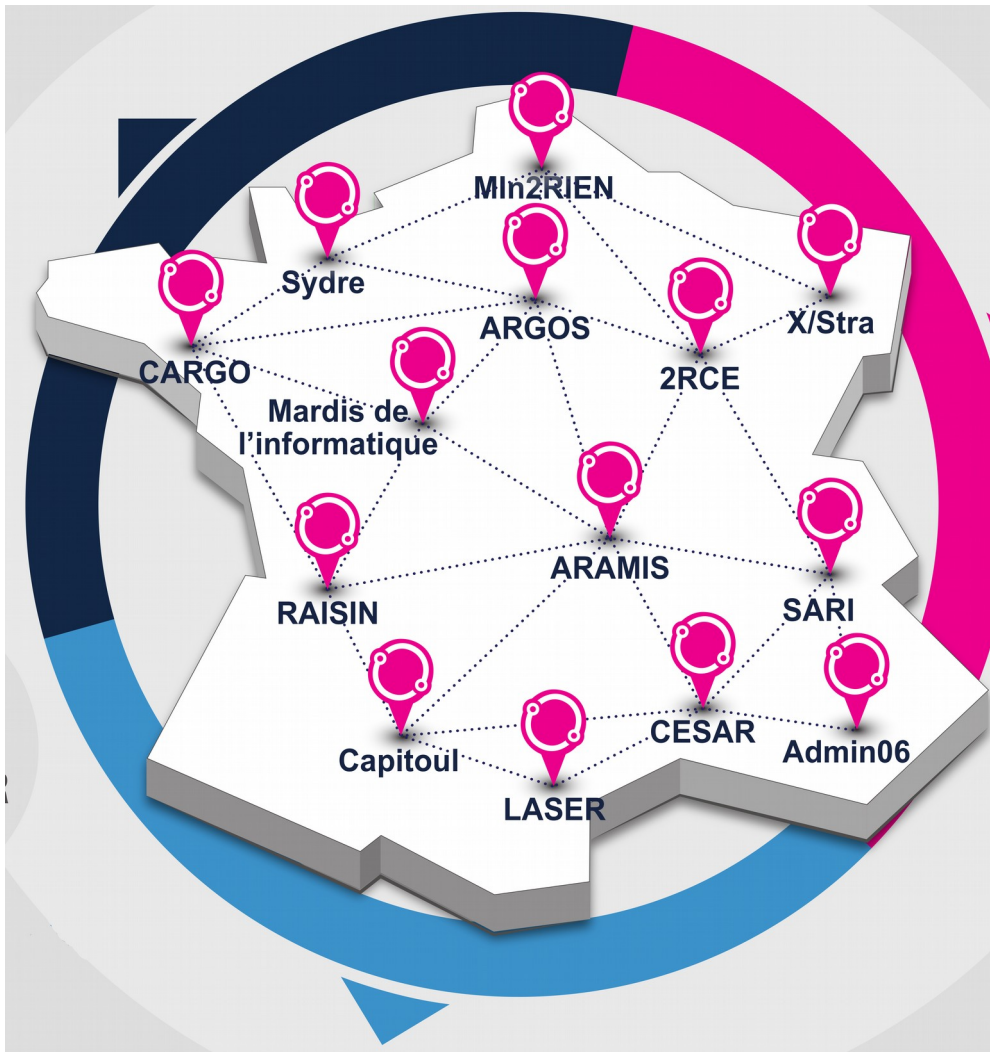 MIn2RIEN
Sydre
ARGOS
X/Stra
CARGO
2RCE
Mardis de
l'informatique
ARAMIS
RAISIN
SARI
CESAR
Capitoul
Admin06
LASER